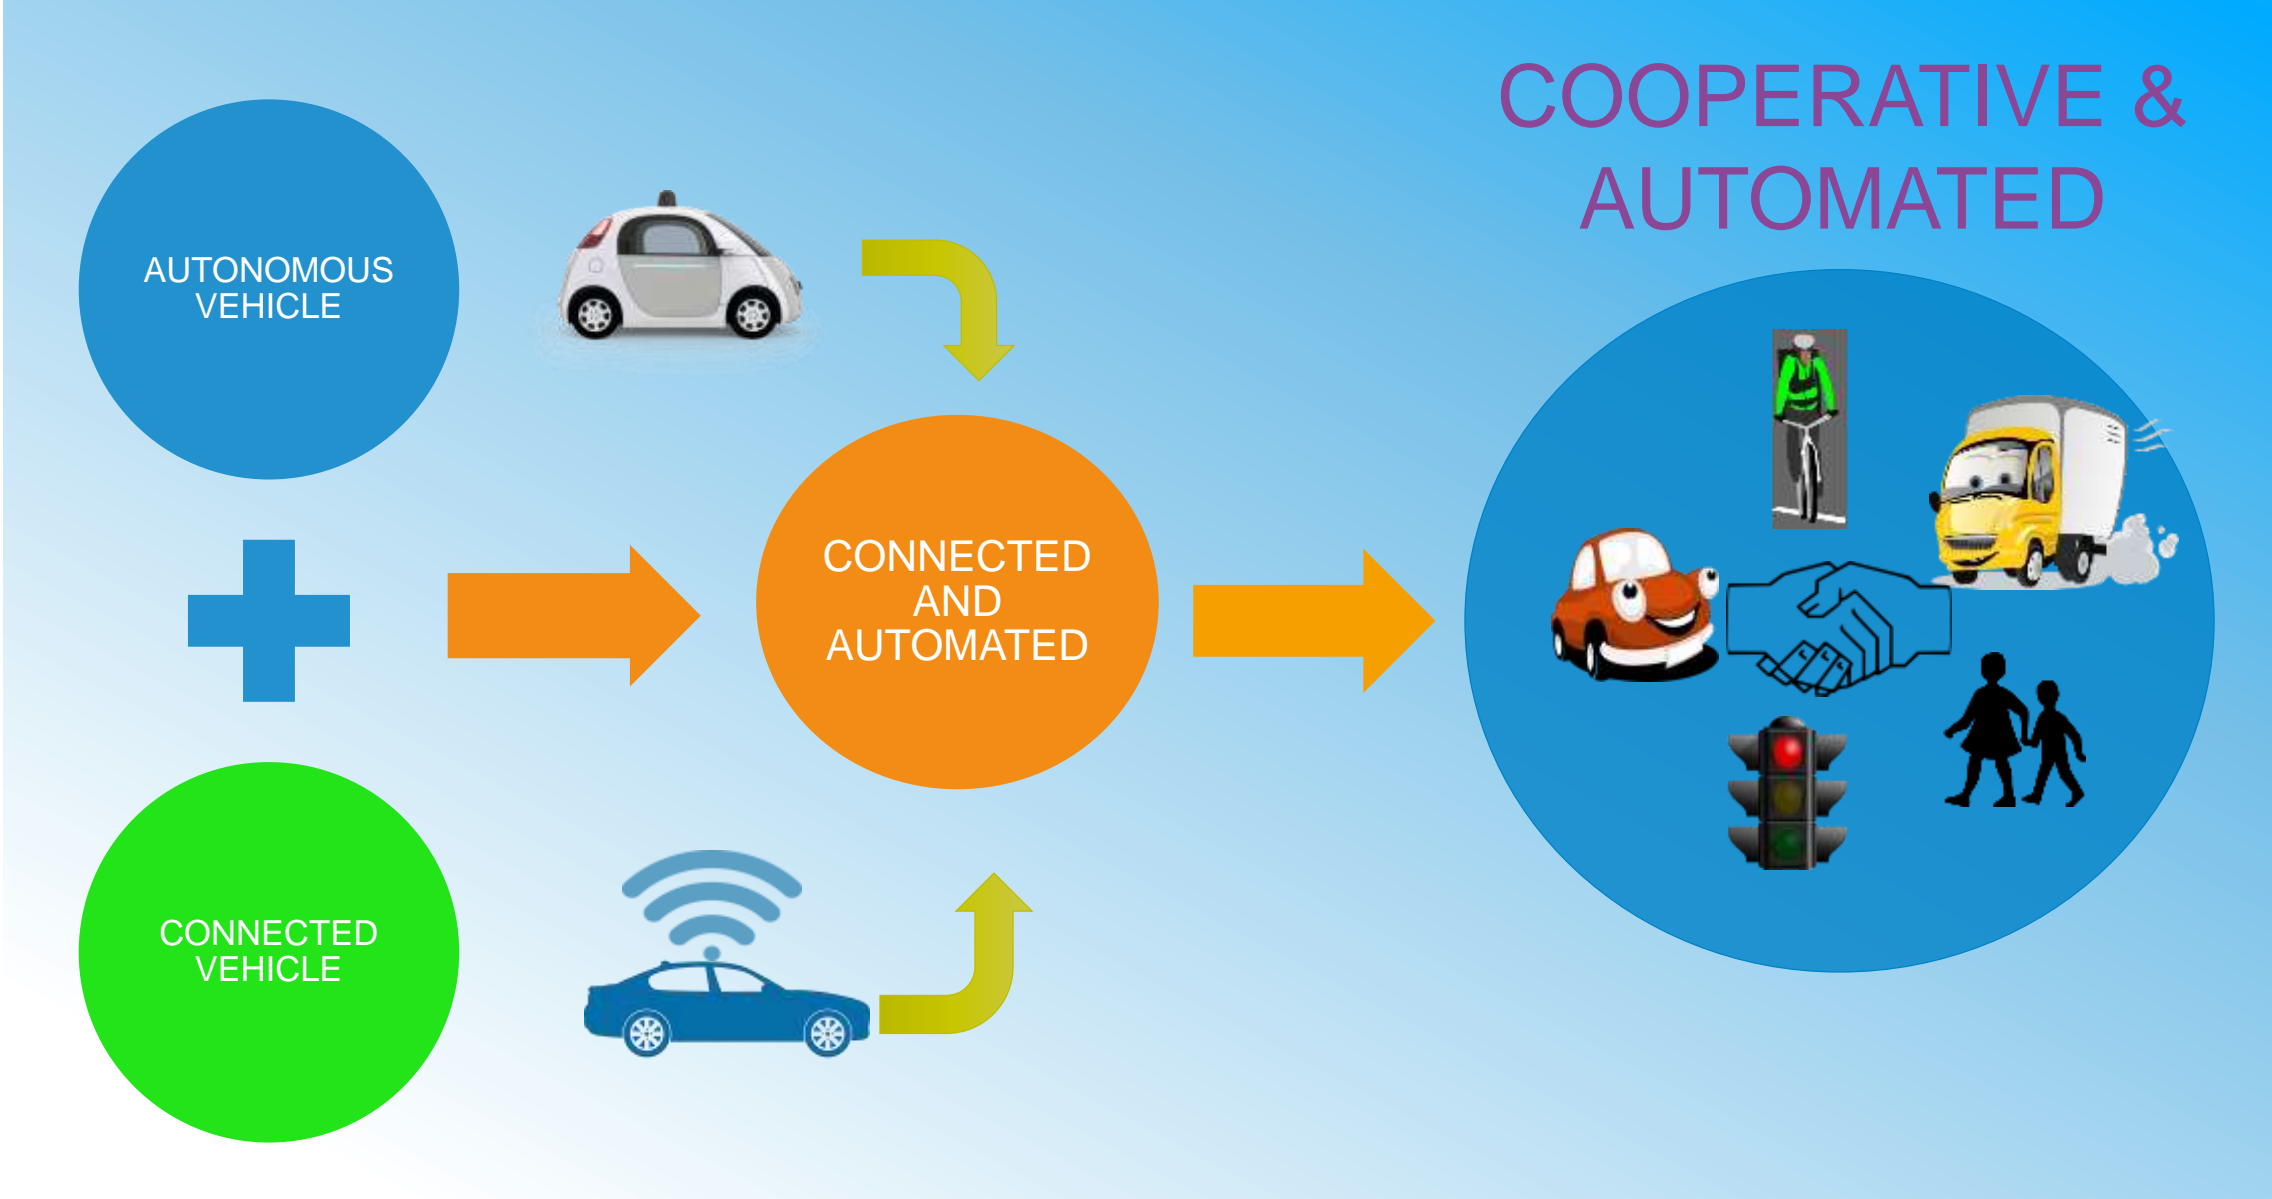 COOPERATIVE &
AUTOMATED
AUTONOMOUS
VEHICLE
CONNECTED
AND
AUTOMATED
CONNECTED
VEHICLE